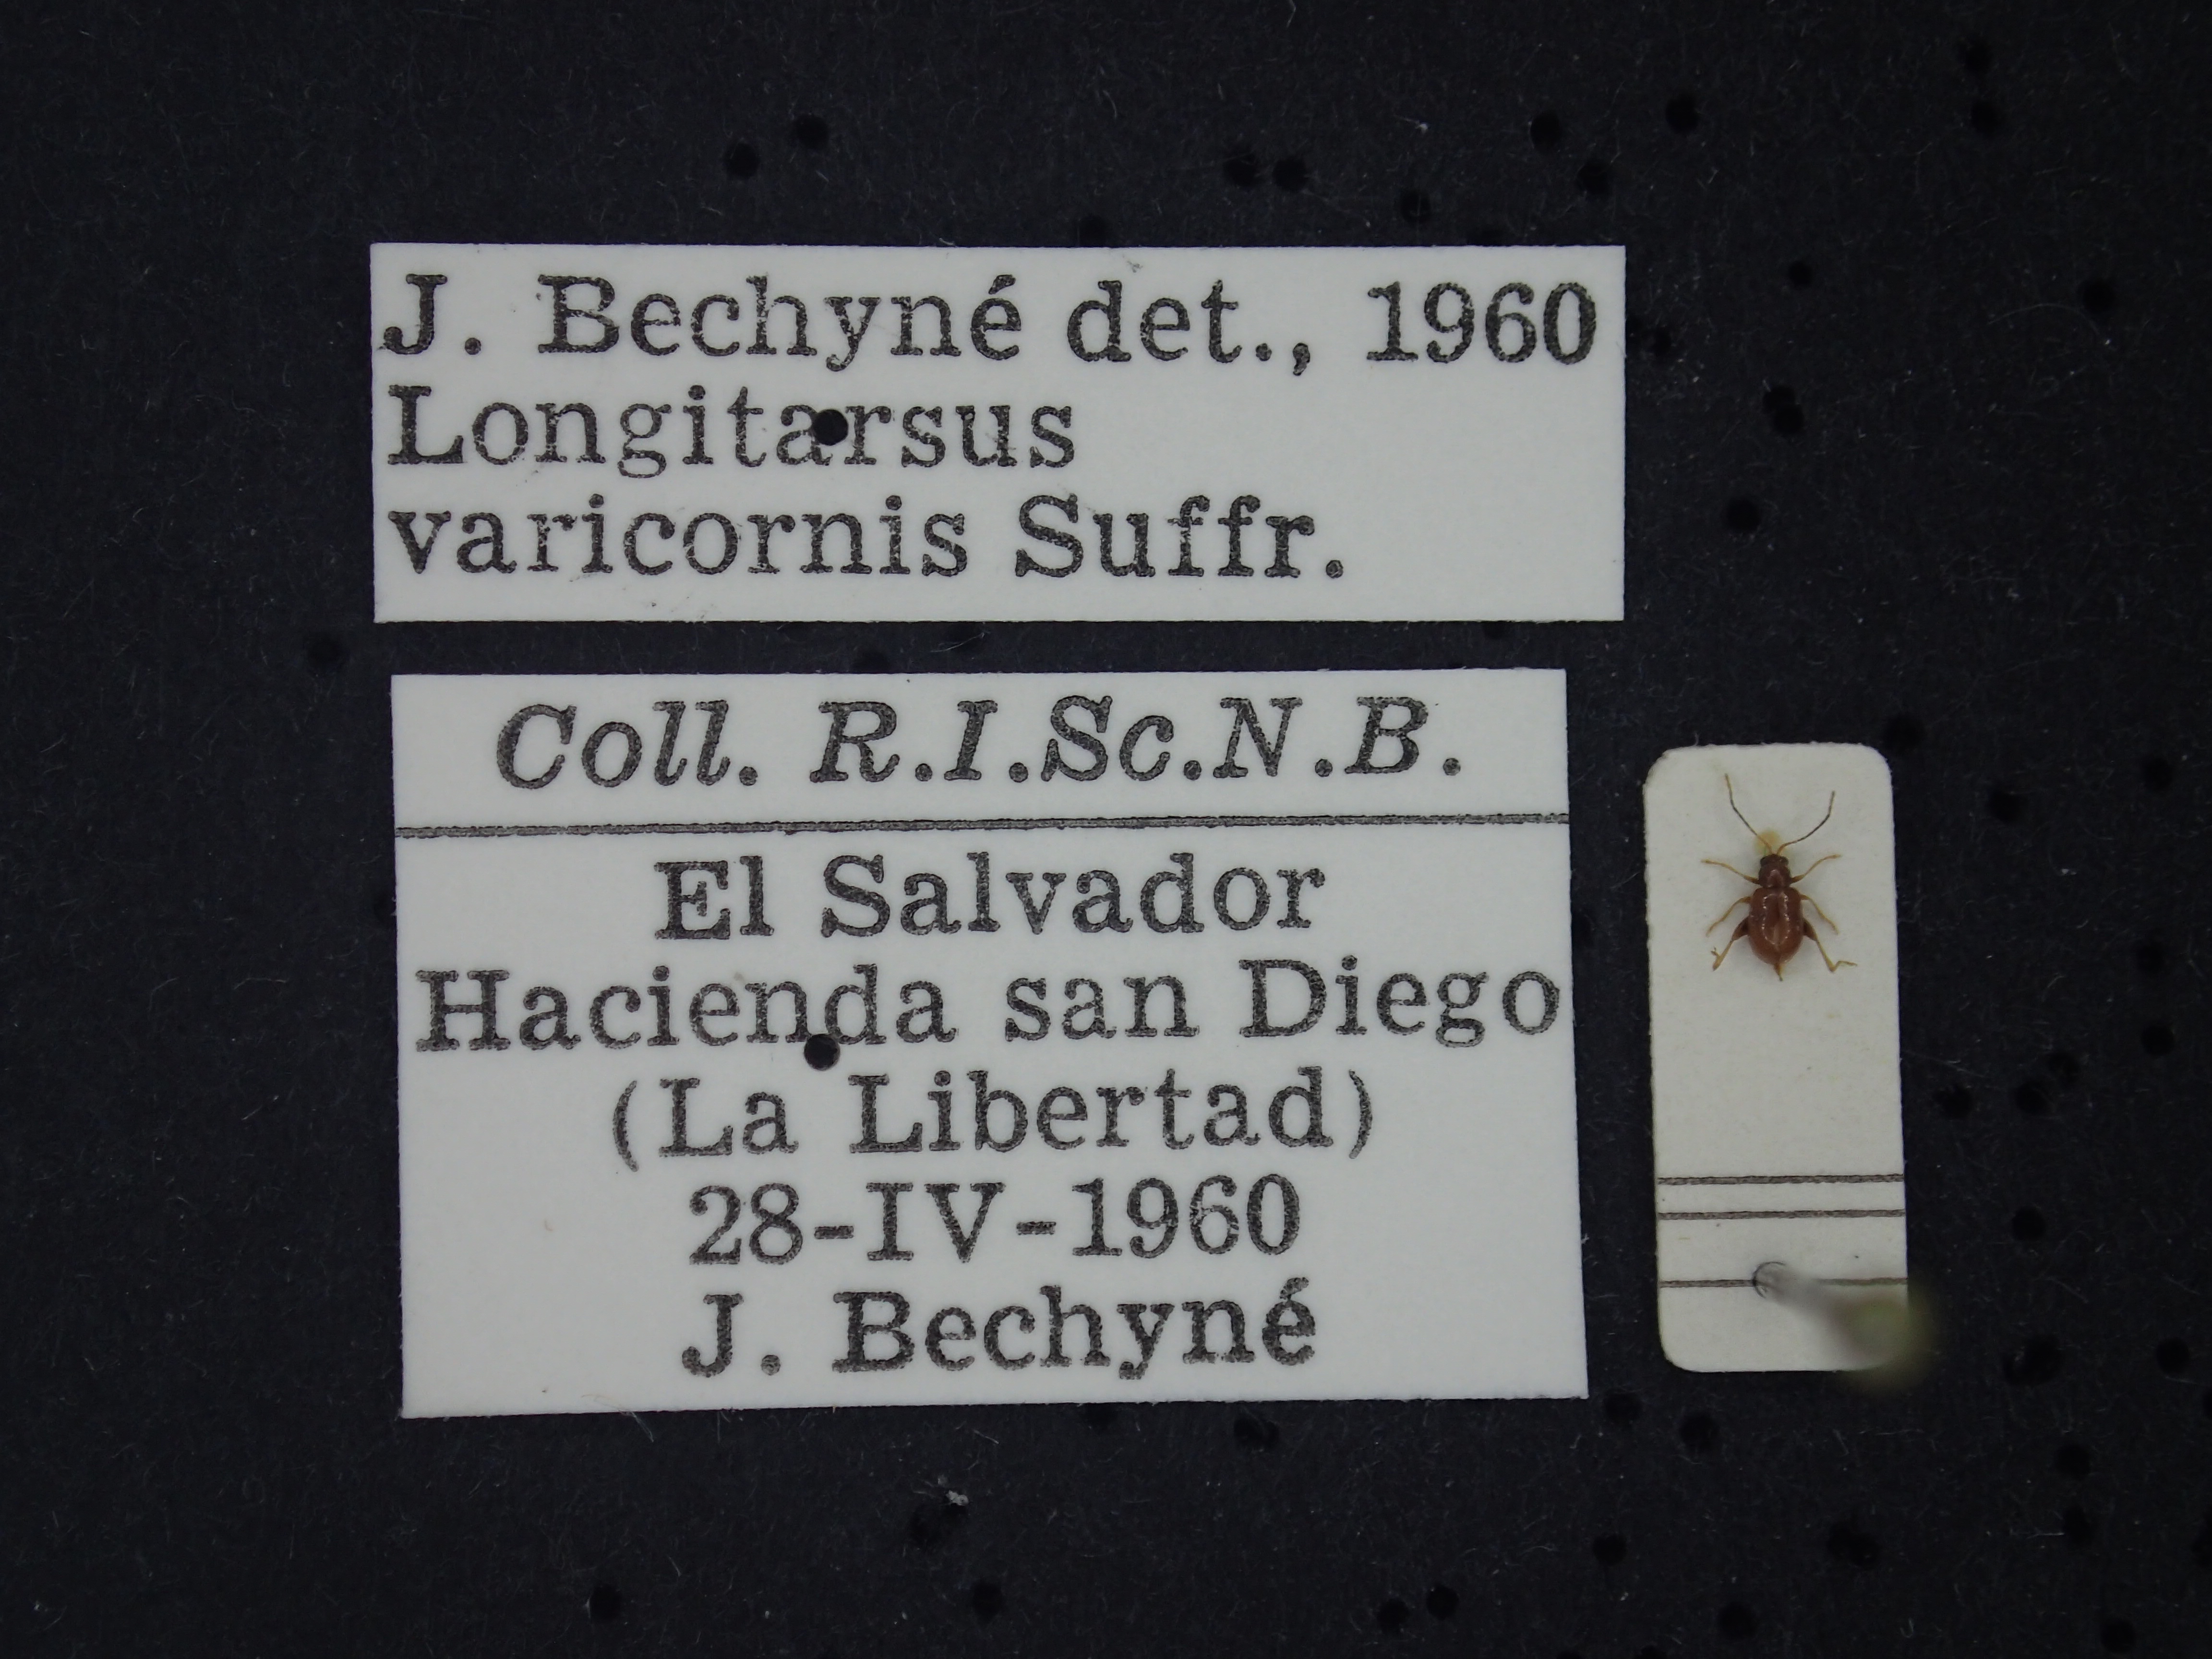 J. Bechyné det., 1960
Longitarsus
varicornis Suffr.
Coll. R.I.Sc.N.B.
El Salvador
Hacienda san Diego
(La Libertad)
28-IV-1960
J. Bechyné